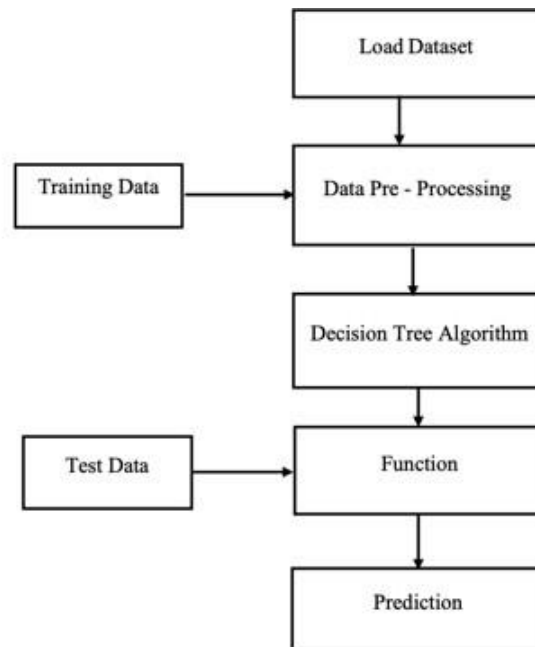 Load Dataset
Training Data
Data Pre - Processing
Decision Tree Algorithm
Test Data
Function
Prediction